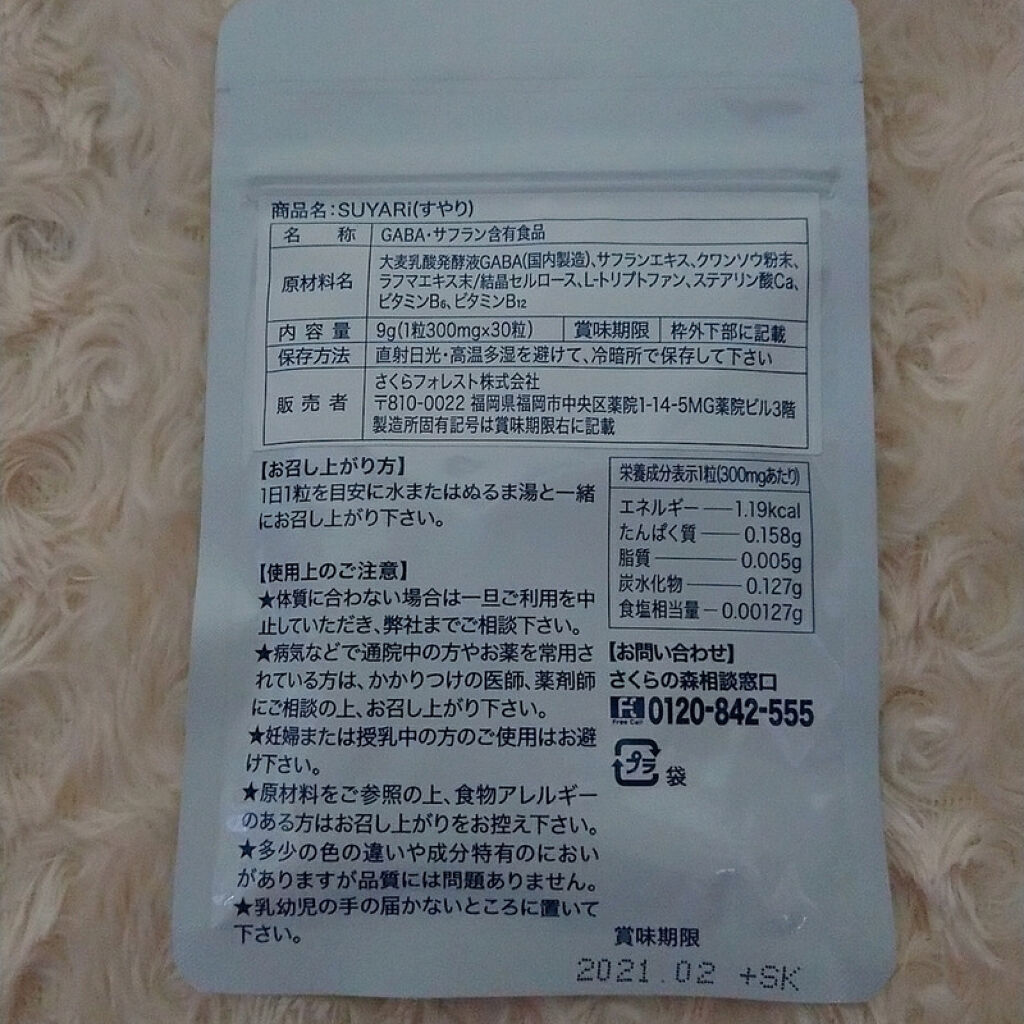 商品名:SUYARi(すやり)
名 称 GABA・サフラン含有食品
原材料名 大麦乳酸発酵液GABA(国内製造)、サフランエキス、クワンソウ粉末、
ラフマエキス末/結晶セルロース、L-トリプトファン、ステアリン酸Ca、
ビタミンB₆、ビタミンB₁₂
内容量 9g(1粒300mg×30粒) 賞味期限 枠外下部に記載
保存方法 直射日光・高温多湿を避けて、冷暗所で保存して下さい
販売者 さくらフォレスト株式会社
〒810-0022 福岡県福岡市中央区薬院1-14-5MG薬院ビル3階
製造所固有記号は賞味期限右に記載
【お召し上がり方】
1日1粒を目安に水またはぬるま湯と一緒
にお召し上がり下さい。
【使用上のご注意】
★体質に合わない場合は一旦ご利用を中
止していただき、弊社までご相談下さい。
★病気などで通院中の方やお薬を常用さ
れている方は、かかりつけの医師、薬剤師
にご相談の上、お召し上がり下さい。
★妊婦または授乳中の方のご使用はお避
け下さい。
★原材料をご参照の上、食物アレルギー
のある方はお召し上がりをお控え下さい。
★多少の色の違いや成分特有のにおい
がありますが品質には問題ありません。
★乳幼児の手の届かないところに置いて
下さい。
栄養成分表示1粒(300mgあたり)
エネルギー — 1.19kcal
たんぱく質 — 0.158g
脂質 — 0.005g
炭水化物 — 0.127g
食塩相当量 — 0.00127g
【お問い合わせ】
さくらの森相談窓口
Free Call 0120-842-555
プラ 袋
賞味期限
2021.02 +SK